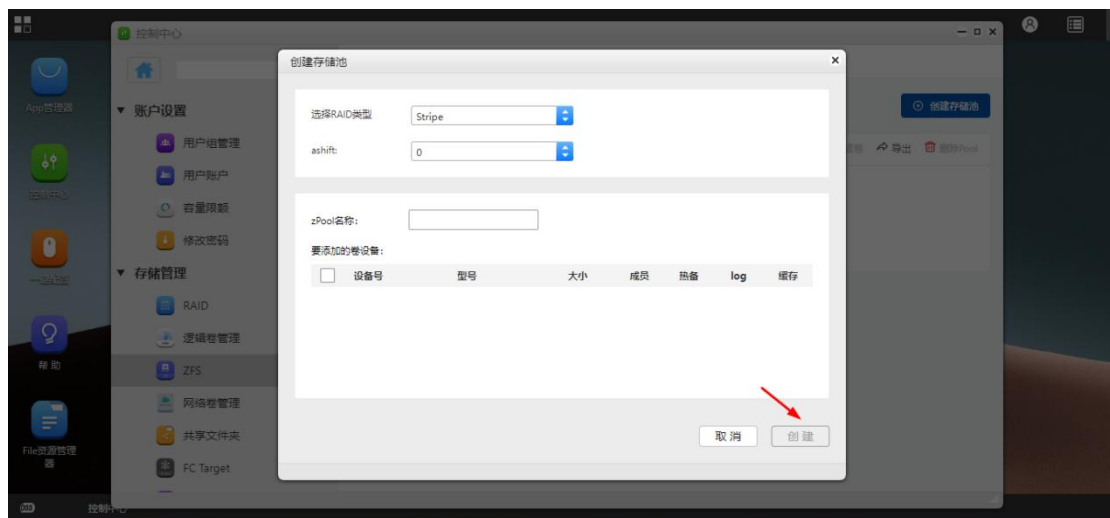 控制中心
创建存储池
App管理器
账户设置
选择RAID类型
Stripe
创建存储池
用户组管理
ashift:
0
导出
删除Pool
控制中心
用户账户
容量限额
zPool名称:
修改密码
要添加的卷设备:
设备号 型号 大小 成员 热备 log 缓存
存储管理
RAID
逻辑卷管理
帮助
ZFS
网络卷管理
共享文件夹
取消
创建
File资源管理
器
FC Target
控制中心